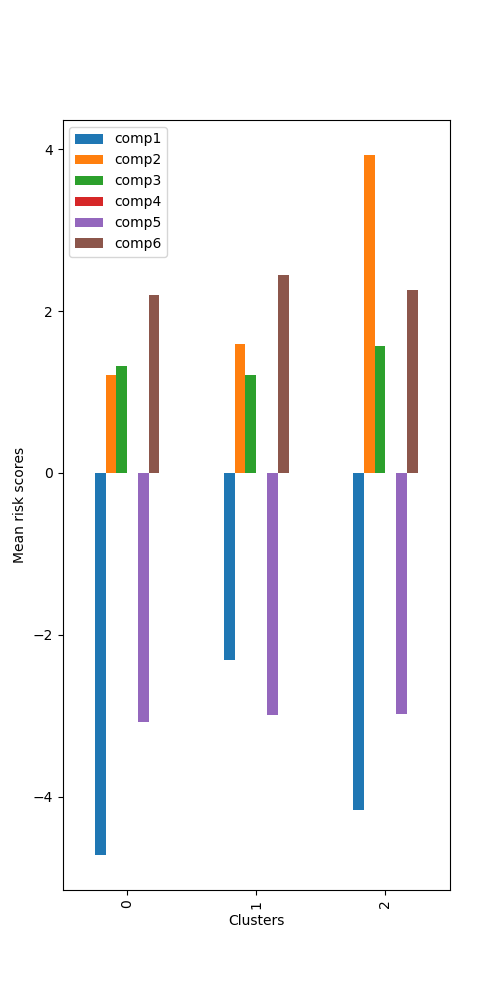 comp1
comp2
comp3
comp4
comp5
comp6
4
2
0
−2
−4
Mean risk scores
0
1
2
Clusters